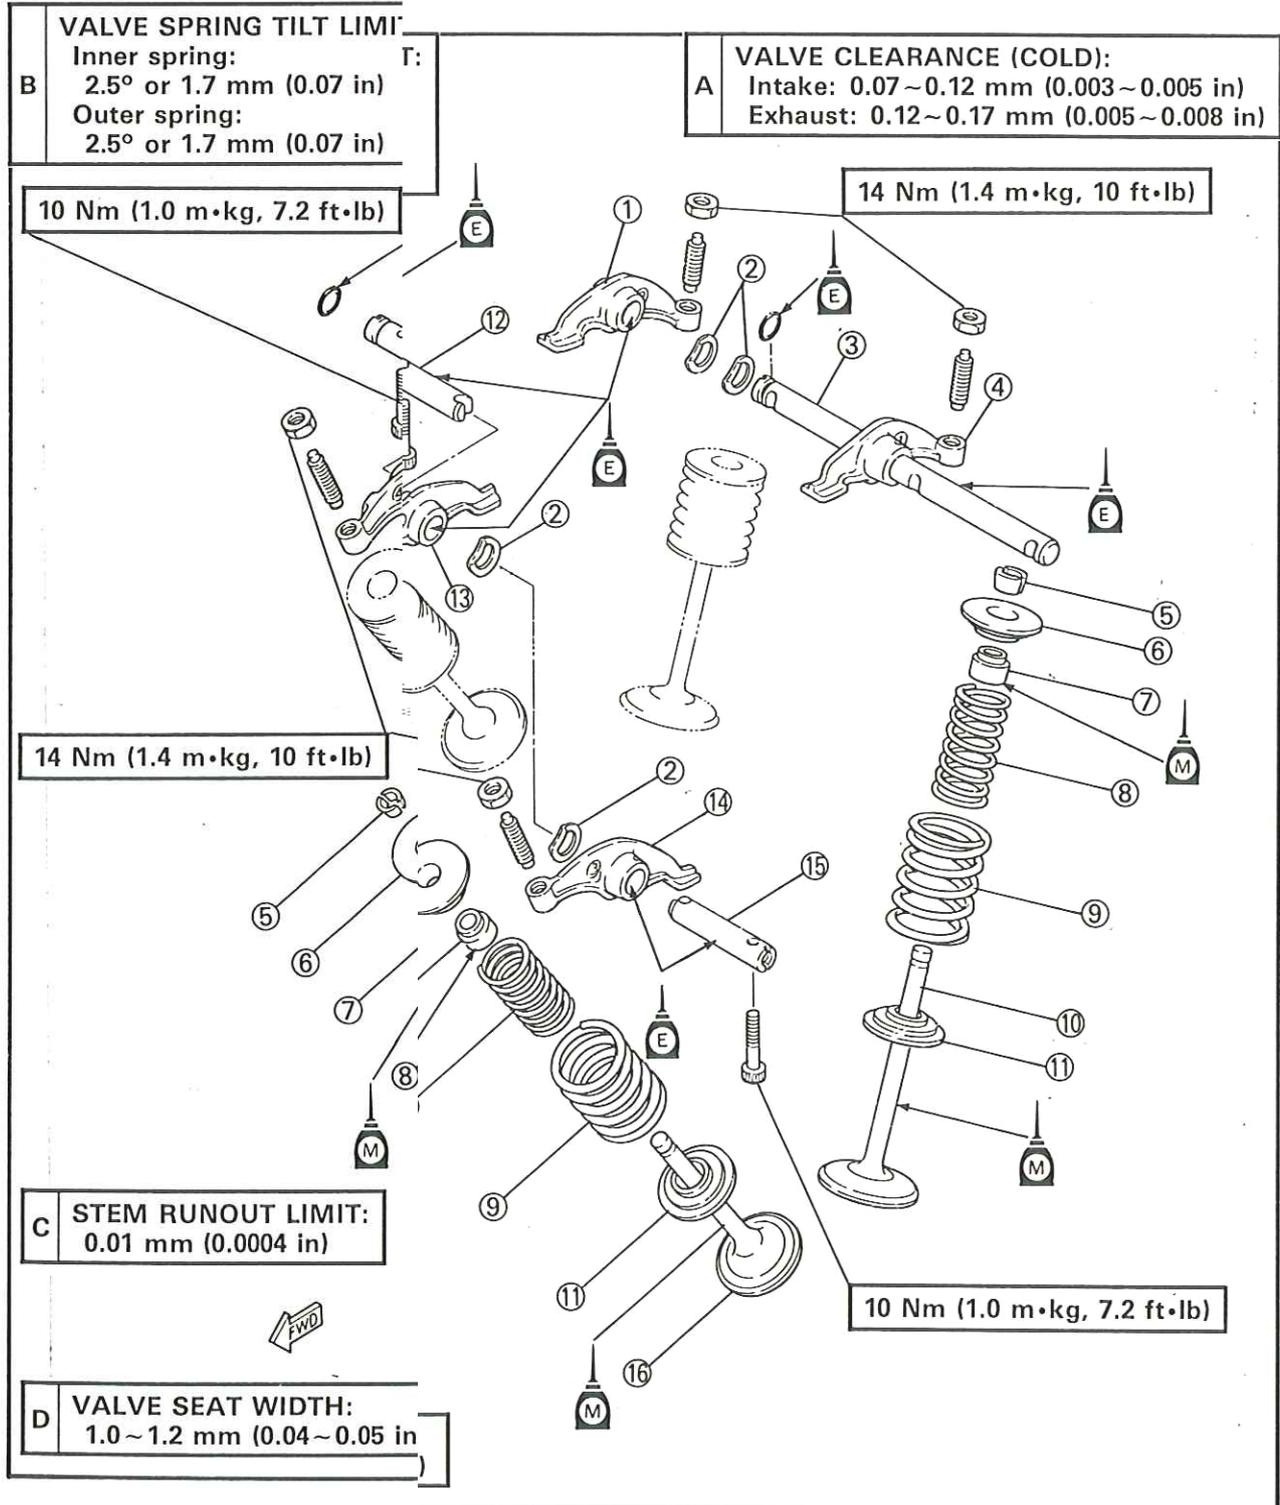 B
VALVE SPRING TILT LIMIT:
Inner spring:
2.5° or 1.7 mm (0.07 in)
Outer spring:
2.5° or 1.7 mm (0.07 in)
A
VALVE CLEARANCE (COLD):
Intake: 0.07~0.12 mm (0.003~0.005 in)
Exhaust: 0.12~0.17 mm (0.005~0.008 in)
10 Nm (1.0 m•kg, 7.2 ft•lb)
14 Nm (1.4 m•kg, 10 ft•lb)
E
①
②
E
⑫
③
④
E
②
E
⑬
⑤
⑥
⑦
M
⑧
14 Nm (1.4 m•kg, 10 ft•lb)
②
⑭
⑮
⑤
⑥
⑨
⑦
E
⑩
⑧
⑪
M
M
⑨
C
STEM RUNOUT LIMIT:
0.01 mm (0.0004 in)
⑪
10 Nm (1.0 m•kg, 7.2 ft•lb)
FWD
⑯
M
D
VALVE SEAT WIDTH:
1.0~1.2 mm (0.04~0.05 in)